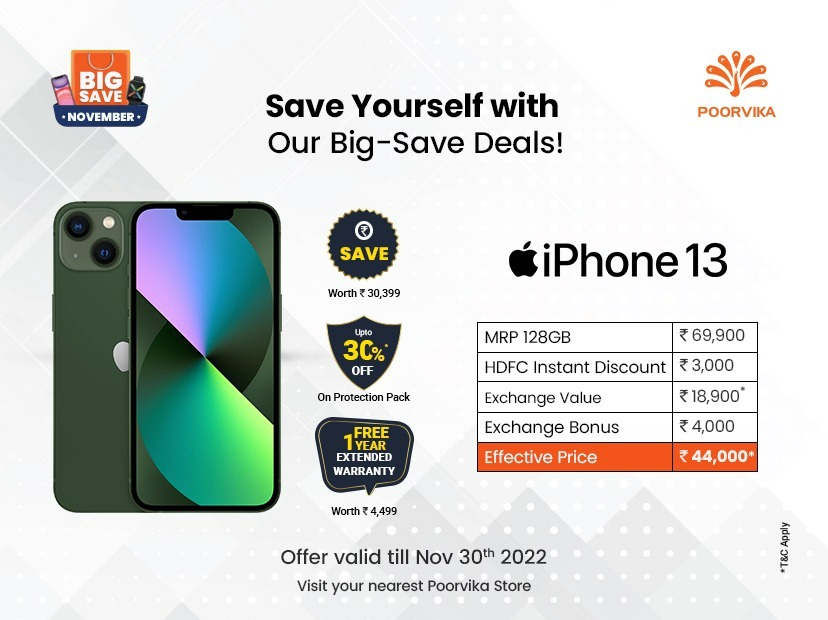 BIG
SAVE
• NOVEMBER •
POORVIKA
Save Yourself with
Our Big-Save Deals!
₹
SAVE
Worth ₹ 30,399
Upto
30%*
OFF
On Protection Pack
1 FREE
YEAR
EXTENDED
WARRANTY
Worth ₹ 4,499
iPhone 13
MRP 128GB ₹ 69,900
HDFC Instant Discount ₹ 3,000
Exchange Value ₹ 18,900*
Exchange Bonus ₹ 4,000
Effective Price ₹ 44,000*
*T&C Apply
Offer valid till Nov 30th 2022
Visit your nearest Poorvika Store